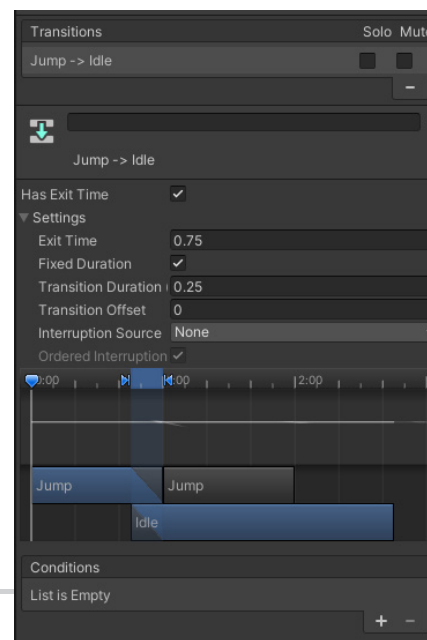 Transitions Solo Mut
Jump -> Idle
−
Jump -> Idle
Has Exit Time
Settings
Exit Time 0.75
Fixed Duration
Transition Duration ( 0.25
Transition Offset 0
Interruption Source None
Ordered Interruption
0:00 1:00 2:00
Jump Jump
Idle
Conditions
List is Empty
+ −